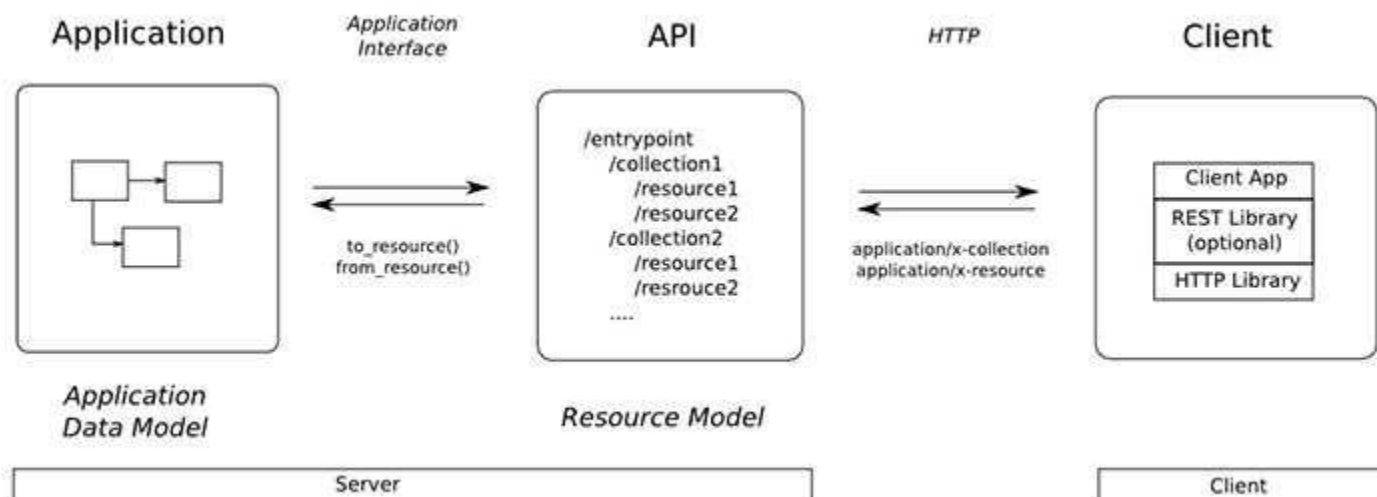 Application
Application
Interface
API
HTTP
Client
/entrypoint
/collection1
/resource1
/resource2
/collection2
/resource1
/resrouce2
....
to_resource()
from_resource()
application/x-collection
application/x-resource
Client App
REST Library
(optional)
HTTP Library
Application
Data Model
Resource Model
Server
Client